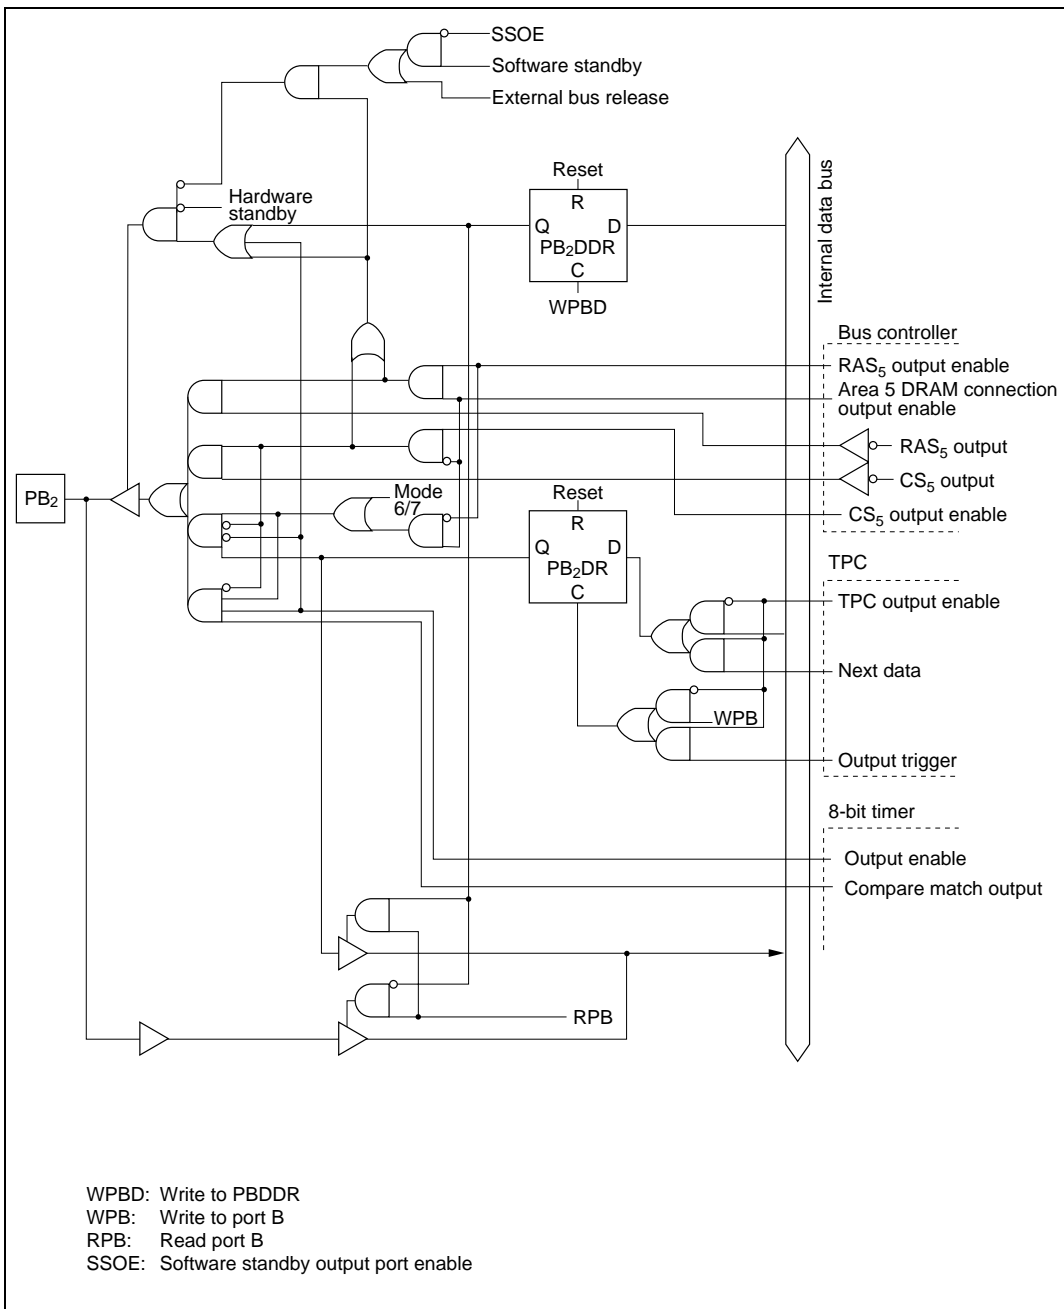 SSOE
Software standby
External bus release
Reset
R
Hardware
standby
Q D
PB₂DDR
C
WPBD
Internal data bus
Bus controller
RAS₅ output enable
Area 5 DRAM connection
output enable
RAS₅ output
CS₅ output
CS₅ output enable
PB₂
Mode
6/7
Reset
R
Q D
PB₂DR
C
TPC
TPC output enable
Next data
WPB
Output trigger
8-bit timer
Output enable
Compare match output
RPB
WPBD: Write to PBDDR
WPB: Write to port B
RPB: Read port B
SSOE: Software standby output port enable